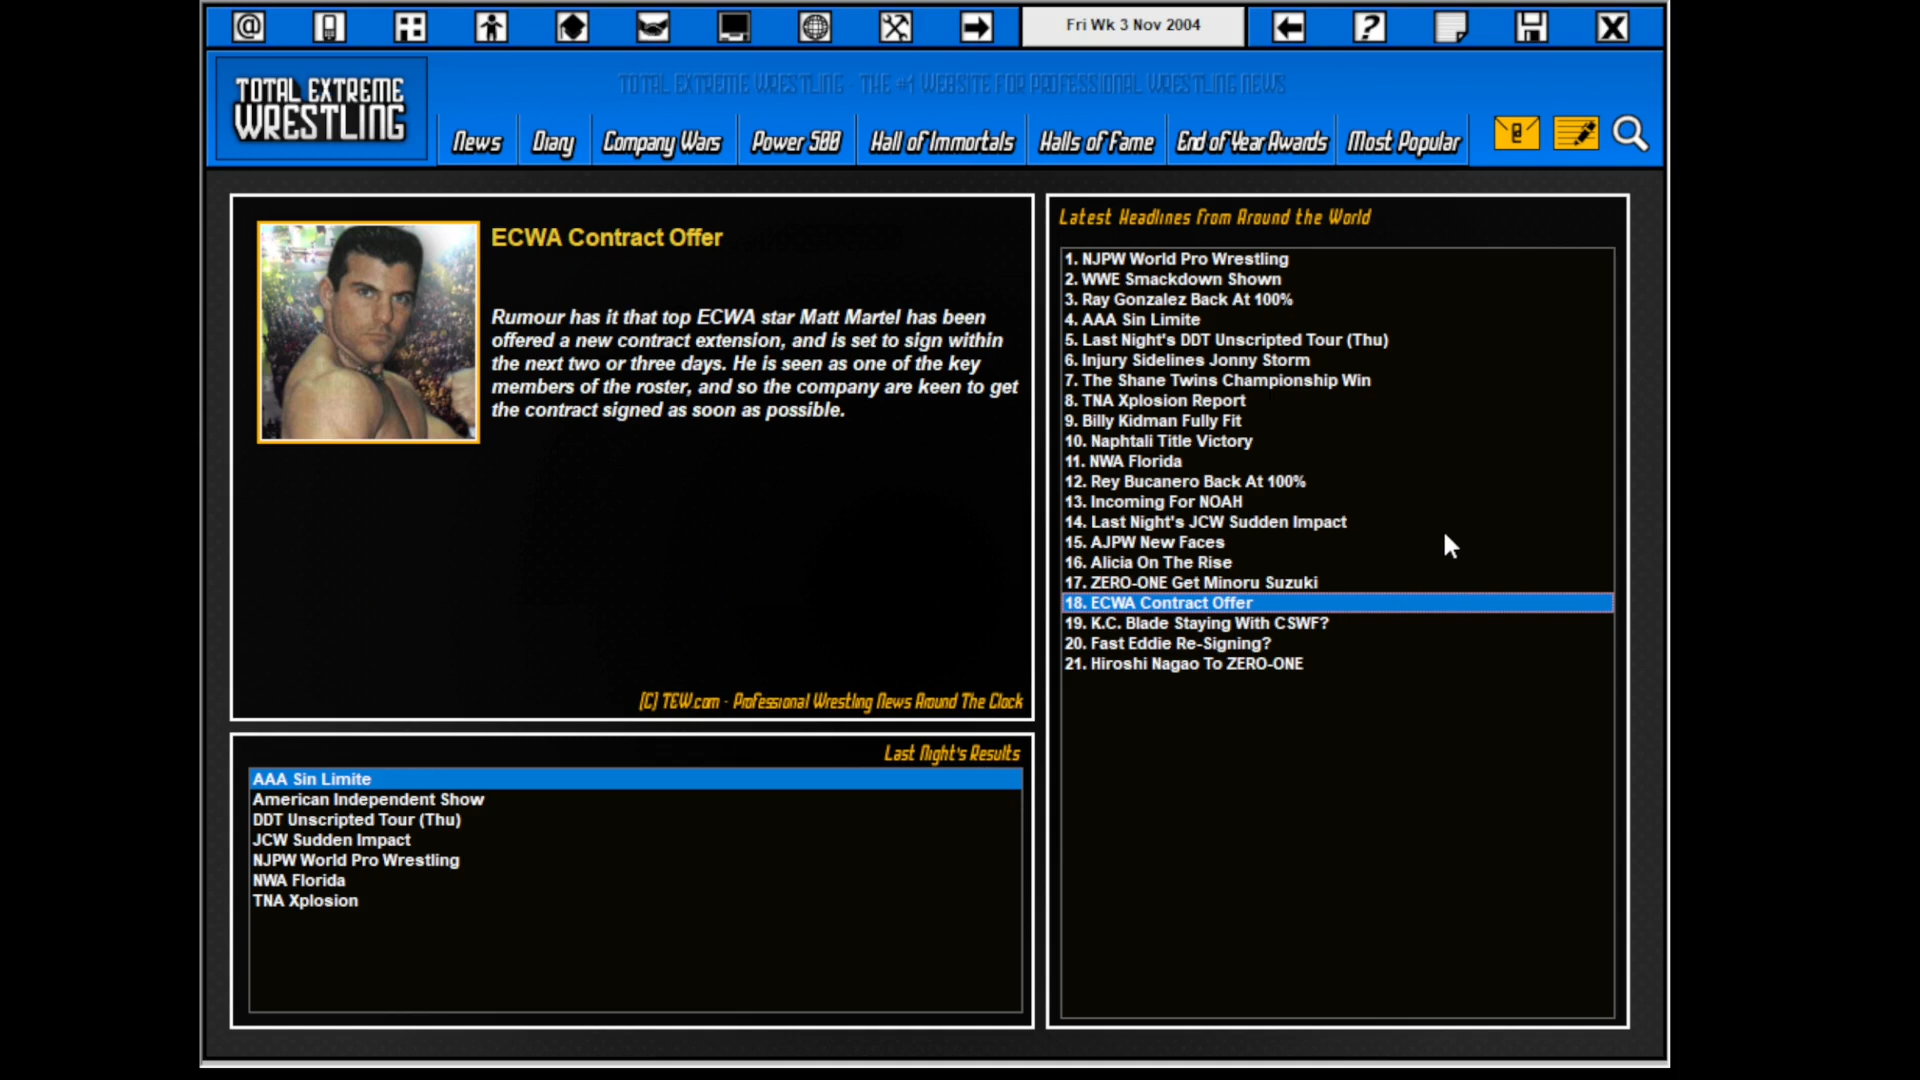 Fri Wk 3 Nov 2004
TOTAL EXTREME WRESTLING
TOTAL EXTREME WRESTLING - THE #1 WEBSITE FOR PROFESSIONAL WRESTLING NEWS
News
Diary
Company Wars
Power 500
Hall of Immortals
Halls of Fame
End of Year Awards
Most Popular
ECWA Contract Offer
Rumour has it that top ECWA star Matt Martel has been
offered a new contract extension, and is set to sign within
the next two or three days. He is seen as one of the key
members of the roster, and so the company are keen to get
the contract signed as soon as possible.
(C) TEW.com - Professional Wrestling News Around The Clock
Last Night's Results
AAA Sin Limite
American Independent Show
DDT Unscripted Tour (Thu)
JCW Sudden Impact
NJPW World Pro Wrestling
NWA Florida
TNA Xplosion
Latest Headlines From Around the World
1. NJPW World Pro Wrestling
2. WWE Smackdown Shown
3. Ray Gonzalez Back At 100%
4. AAA Sin Limite
5. Last Night's DDT Unscripted Tour (Thu)
6. Injury Sidelines Jonny Storm
7. The Shane Twins Championship Win
8. TNA Xplosion Report
9. Billy Kidman Fully Fit
10. Naphtali Title Victory
11. NWA Florida
12. Rey Bucanero Back At 100%
13. Incoming For NOAH
14. Last Night's JCW Sudden Impact
15. AJPW New Faces
16. Alicia On The Rise
17. ZERO-ONE Get Minoru Suzuki
18. ECWA Contract Offer
19. K.C. Blade Staying With CSWF?
20. Fast Eddie Re-Signing?
21. Hiroshi Nagao To ZERO-ONE